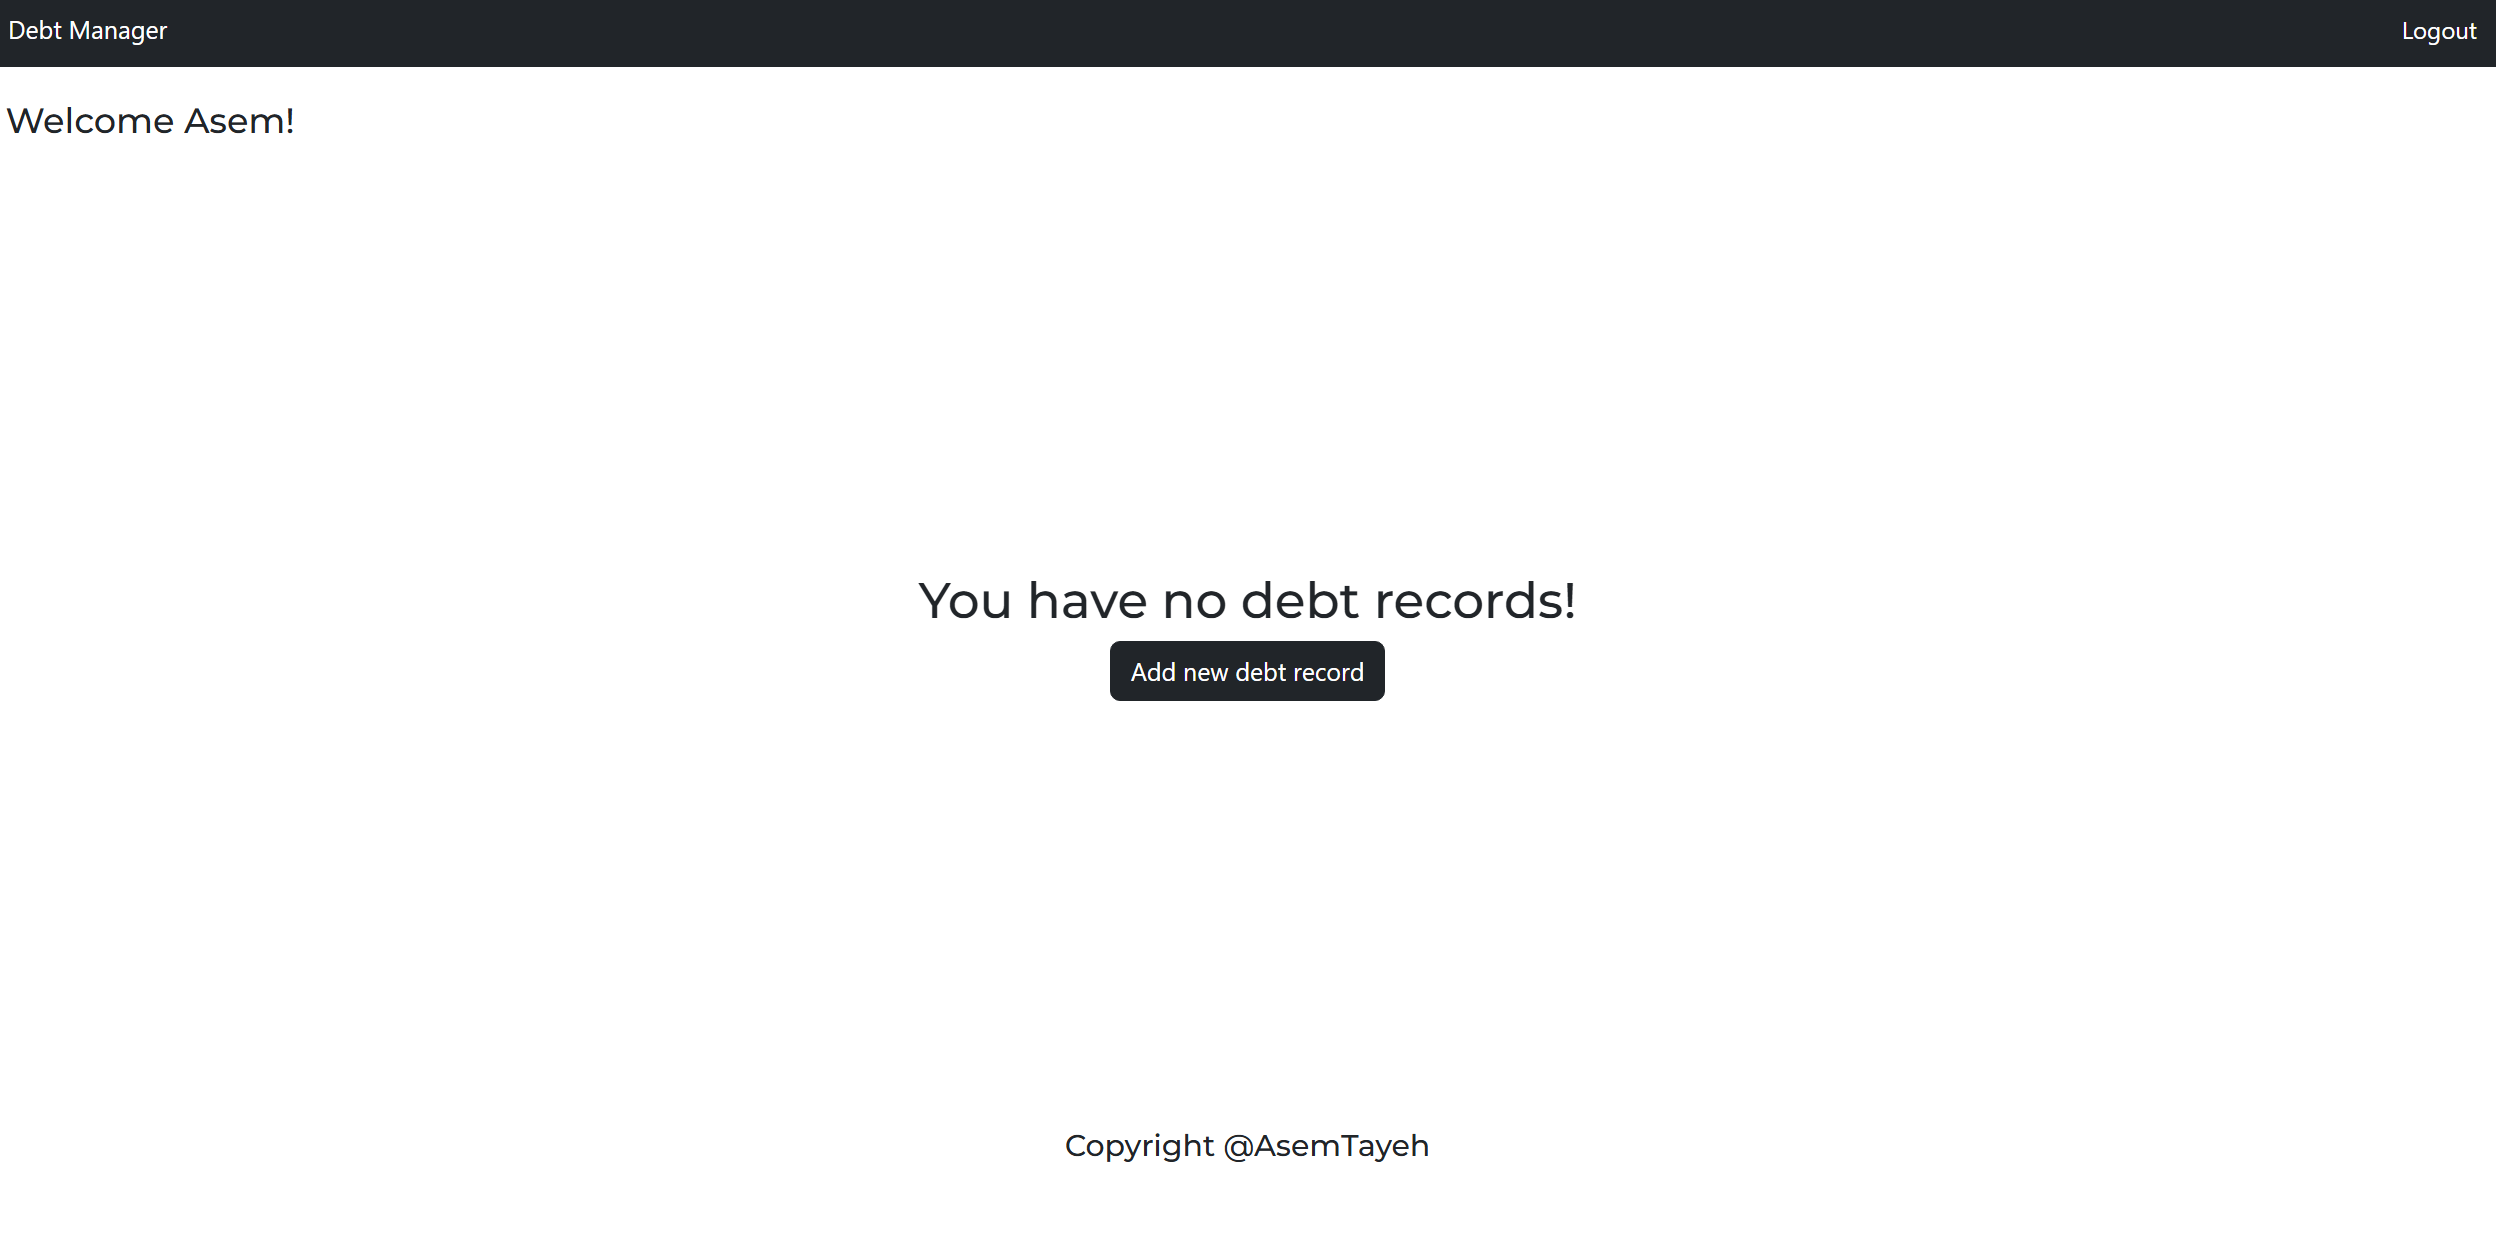 Debt Manager
Logout
Welcome Asem!
You have no debt records!
Add new debt record
Copyright @AsemTayeh